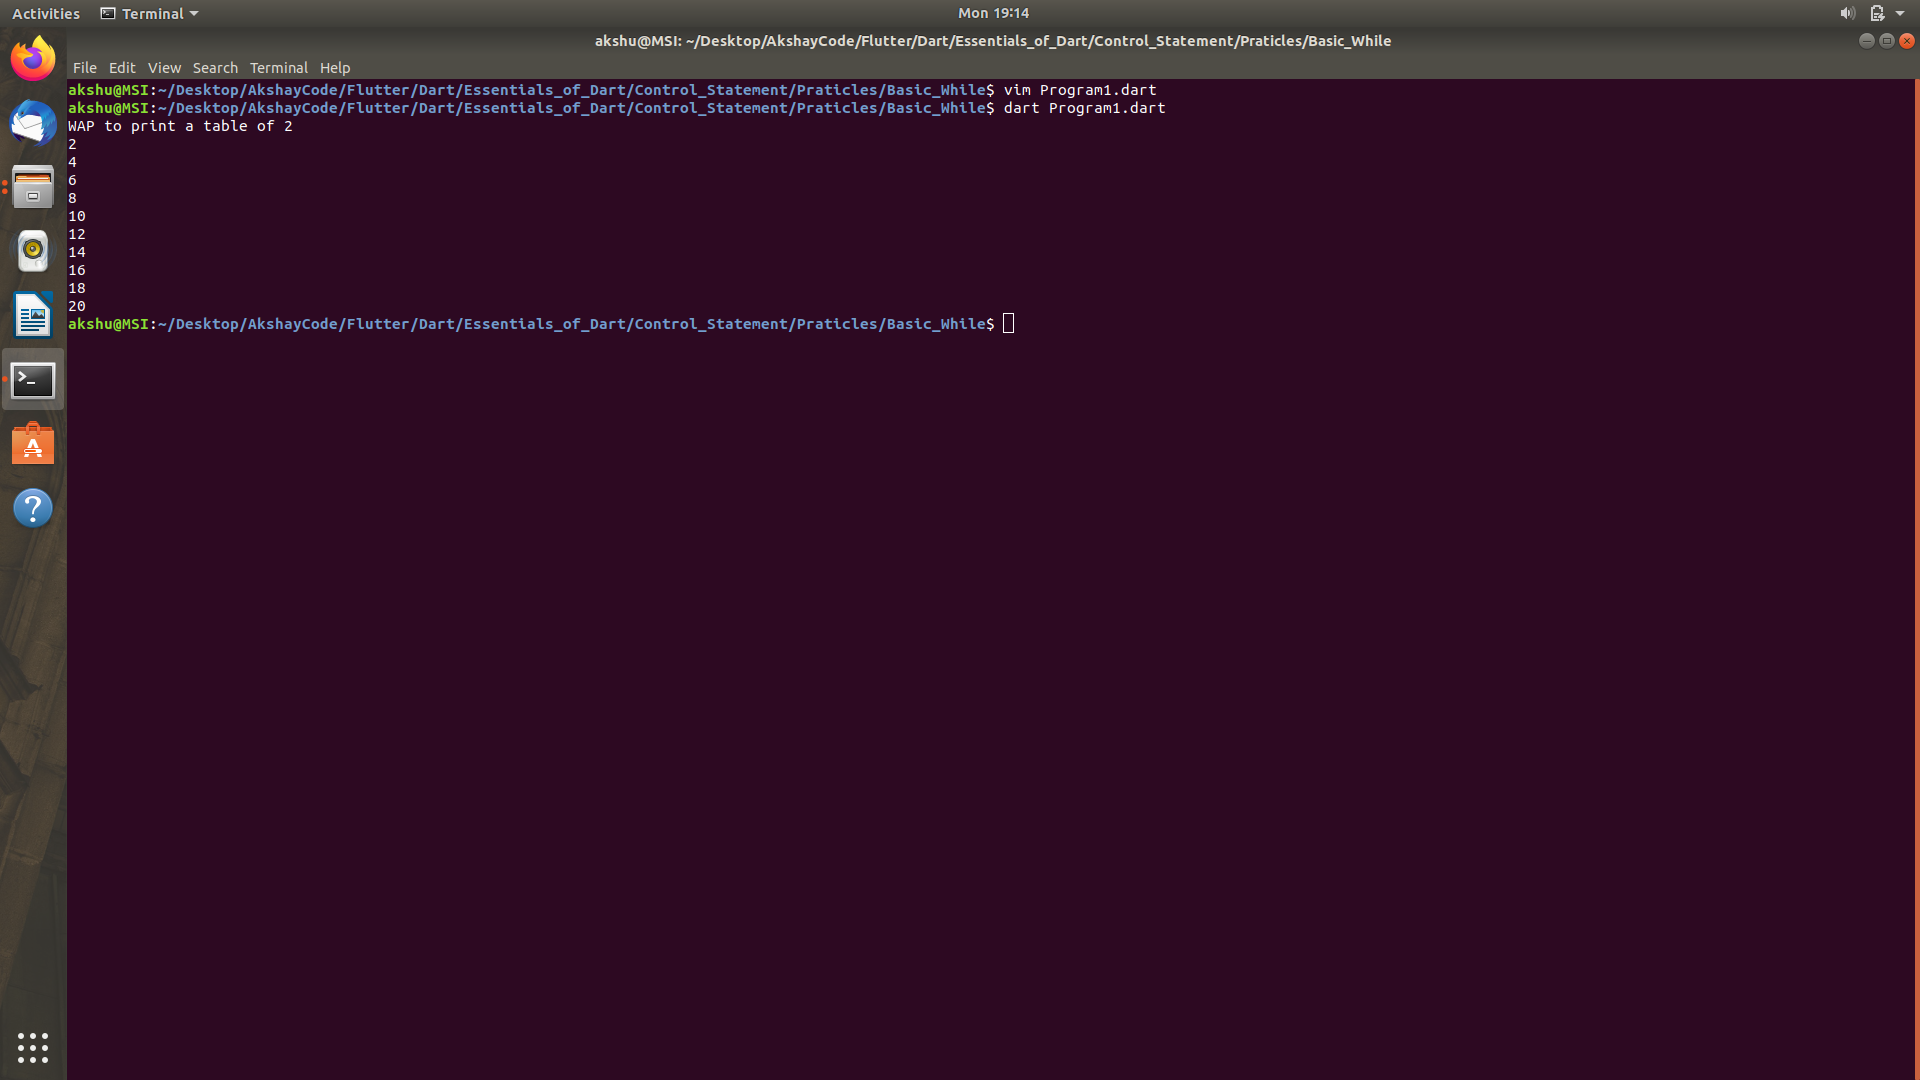 Activities Terminal Mon 19:14
akshu@MSI: ~/Desktop/AkshayCode/Flutter/Dart/Essentials_of_Dart/Control_Statement/Praticles/Basic_While
File Edit View Search Terminal Help
akshu@MSI:~/Desktop/AkshayCode/Flutter/Dart/Essentials_of_Dart/Control_Statement/Praticles/Basic_While$ vim Program1.dart
akshu@MSI:~/Desktop/AkshayCode/Flutter/Dart/Essentials_of_Dart/Control_Statement/Praticles/Basic_While$ dart Program1.dart
WAP to print a table of 2
2
4
6
8
10
12
14
16
18
20
akshu@MSI:~/Desktop/AkshayCode/Flutter/Dart/Essentials_of_Dart/Control_Statement/Praticles/Basic_While$